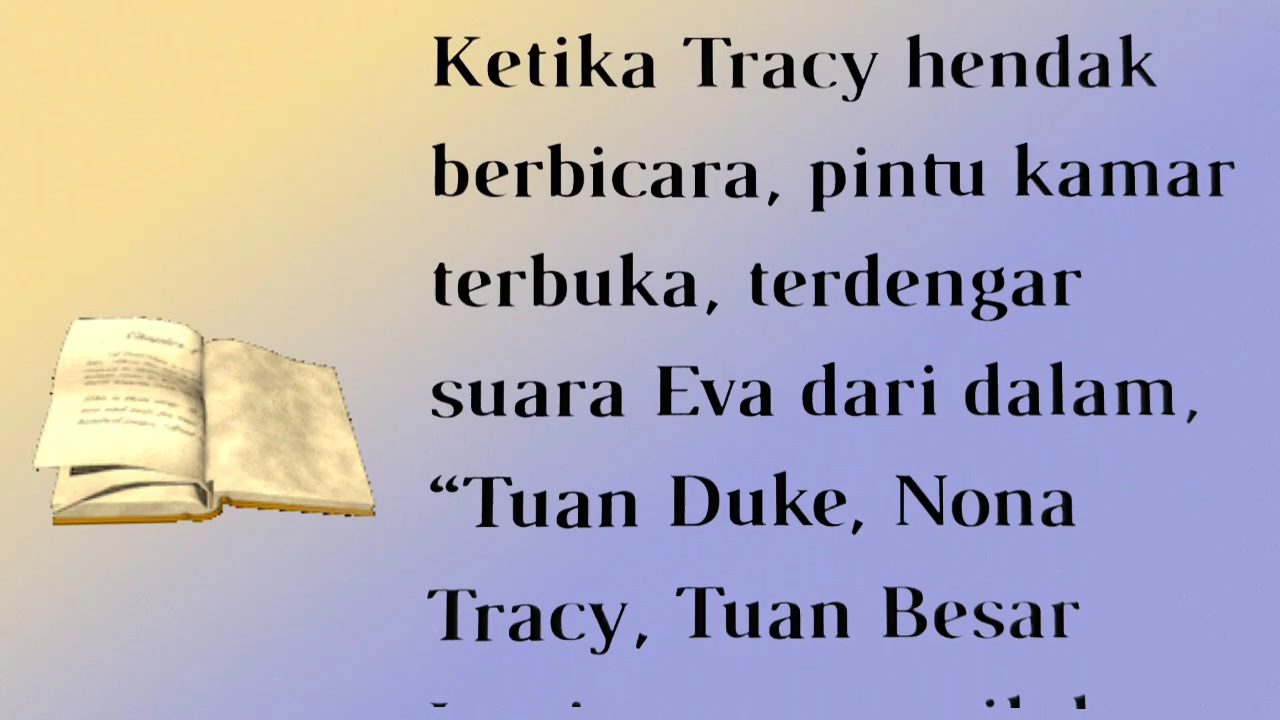 Ketika Tracy hendak
berbicara, pintu kamar
terbuka, terdengar
suara Eva dari dalam,
“Tuan Duke, Nona
Tracy, Tuan Besar